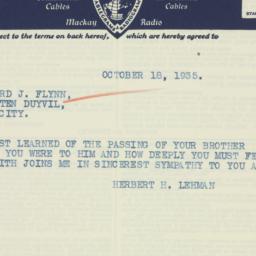 Cables Cables
Mackay Radio
ect to the terms on back hereof, which are hereby agreed to
OCTOBER 18, 1935.
RD J. FLYNN,
TEN DUYVIL,
CITY.
ST LEARNED OF THE PASSING OF YOUR BROTHER
YOU WERE TO HIM AND HOW DEEPLY YOU MUST FE
ITH JOINS ME IN SINCEREST SYMPATHY TO YOU A
HERBERT H. LEHMAN